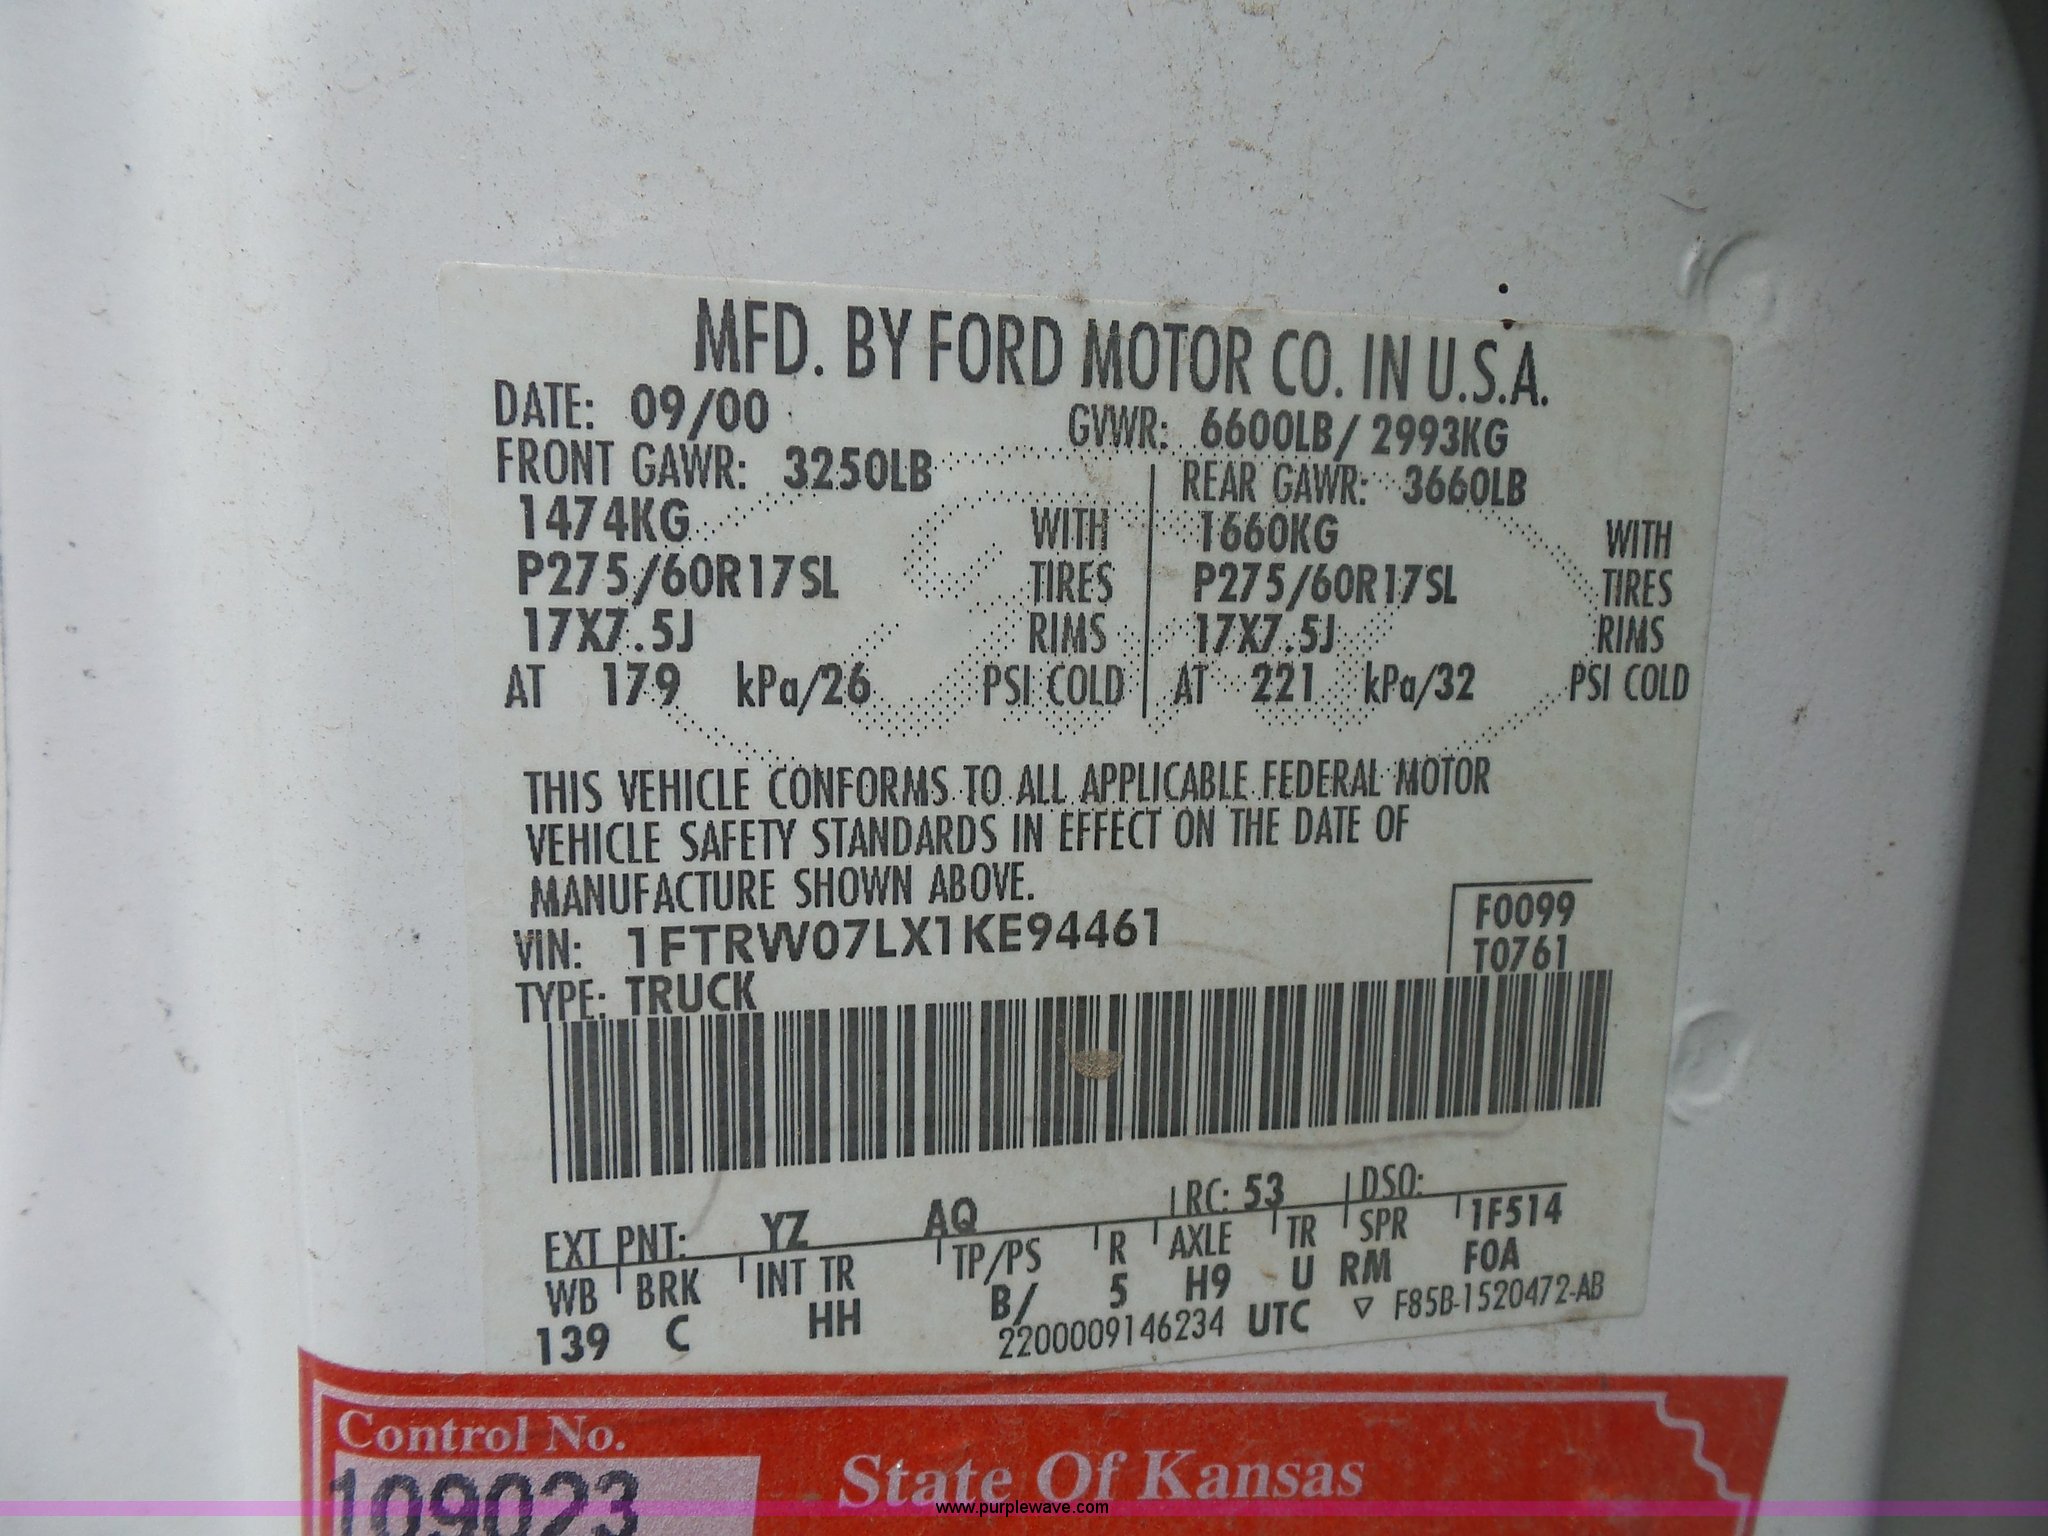 MFD. BY FORD MOTOR CO. IN U.S.A.
DATE: 09/00 GVWR: 6600LB/ 2993KG
FRONT GAWR: 3250LB REAR GAWR: 3660LB
1474KG WITH 1660KG WITH
P275/60R17SL TIRES P275/60R17SL TIRES
17X7.5J RIMS 17X7.5J RIMS
AT 179 kPa/26 PSI COLD AT 221 kPa/32 PSI COLD
THIS VEHICLE CONFORMS TO ALL APPLICABLE FEDERAL MOTOR
VEHICLE SAFETY STANDARDS IN EFFECT ON THE DATE OF
MANUFACTURE SHOWN ABOVE.
VIN: 1FTRW07LX1KE94461 F0099
TYPE: TRUCK T0761
EXT PNT: YZ AQ RC: 53 DSO:
WB BRK INT TR TP/PS R AXLE TR SPR 1F514
139 C HH B/ 5 H9 U RM F0A
2200009146234 UTC ▽ F85B-1520472-AB
Control No.
109023
State Of Kansas
www.purplewave.com